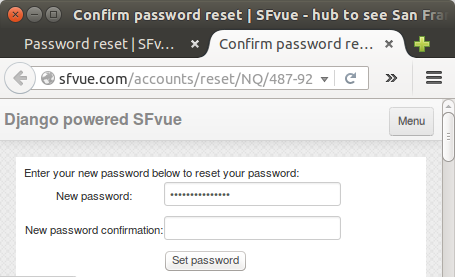 Confirm password reset | SFvue - hub to see San Fran
Password reset | SFv...
Confirm password re...
sfvue.com/accounts/reset/NQ/487-92
Django powered SFvue
Menu
Enter your new password below to reset your password:
New password:
New password confirmation:
Set password